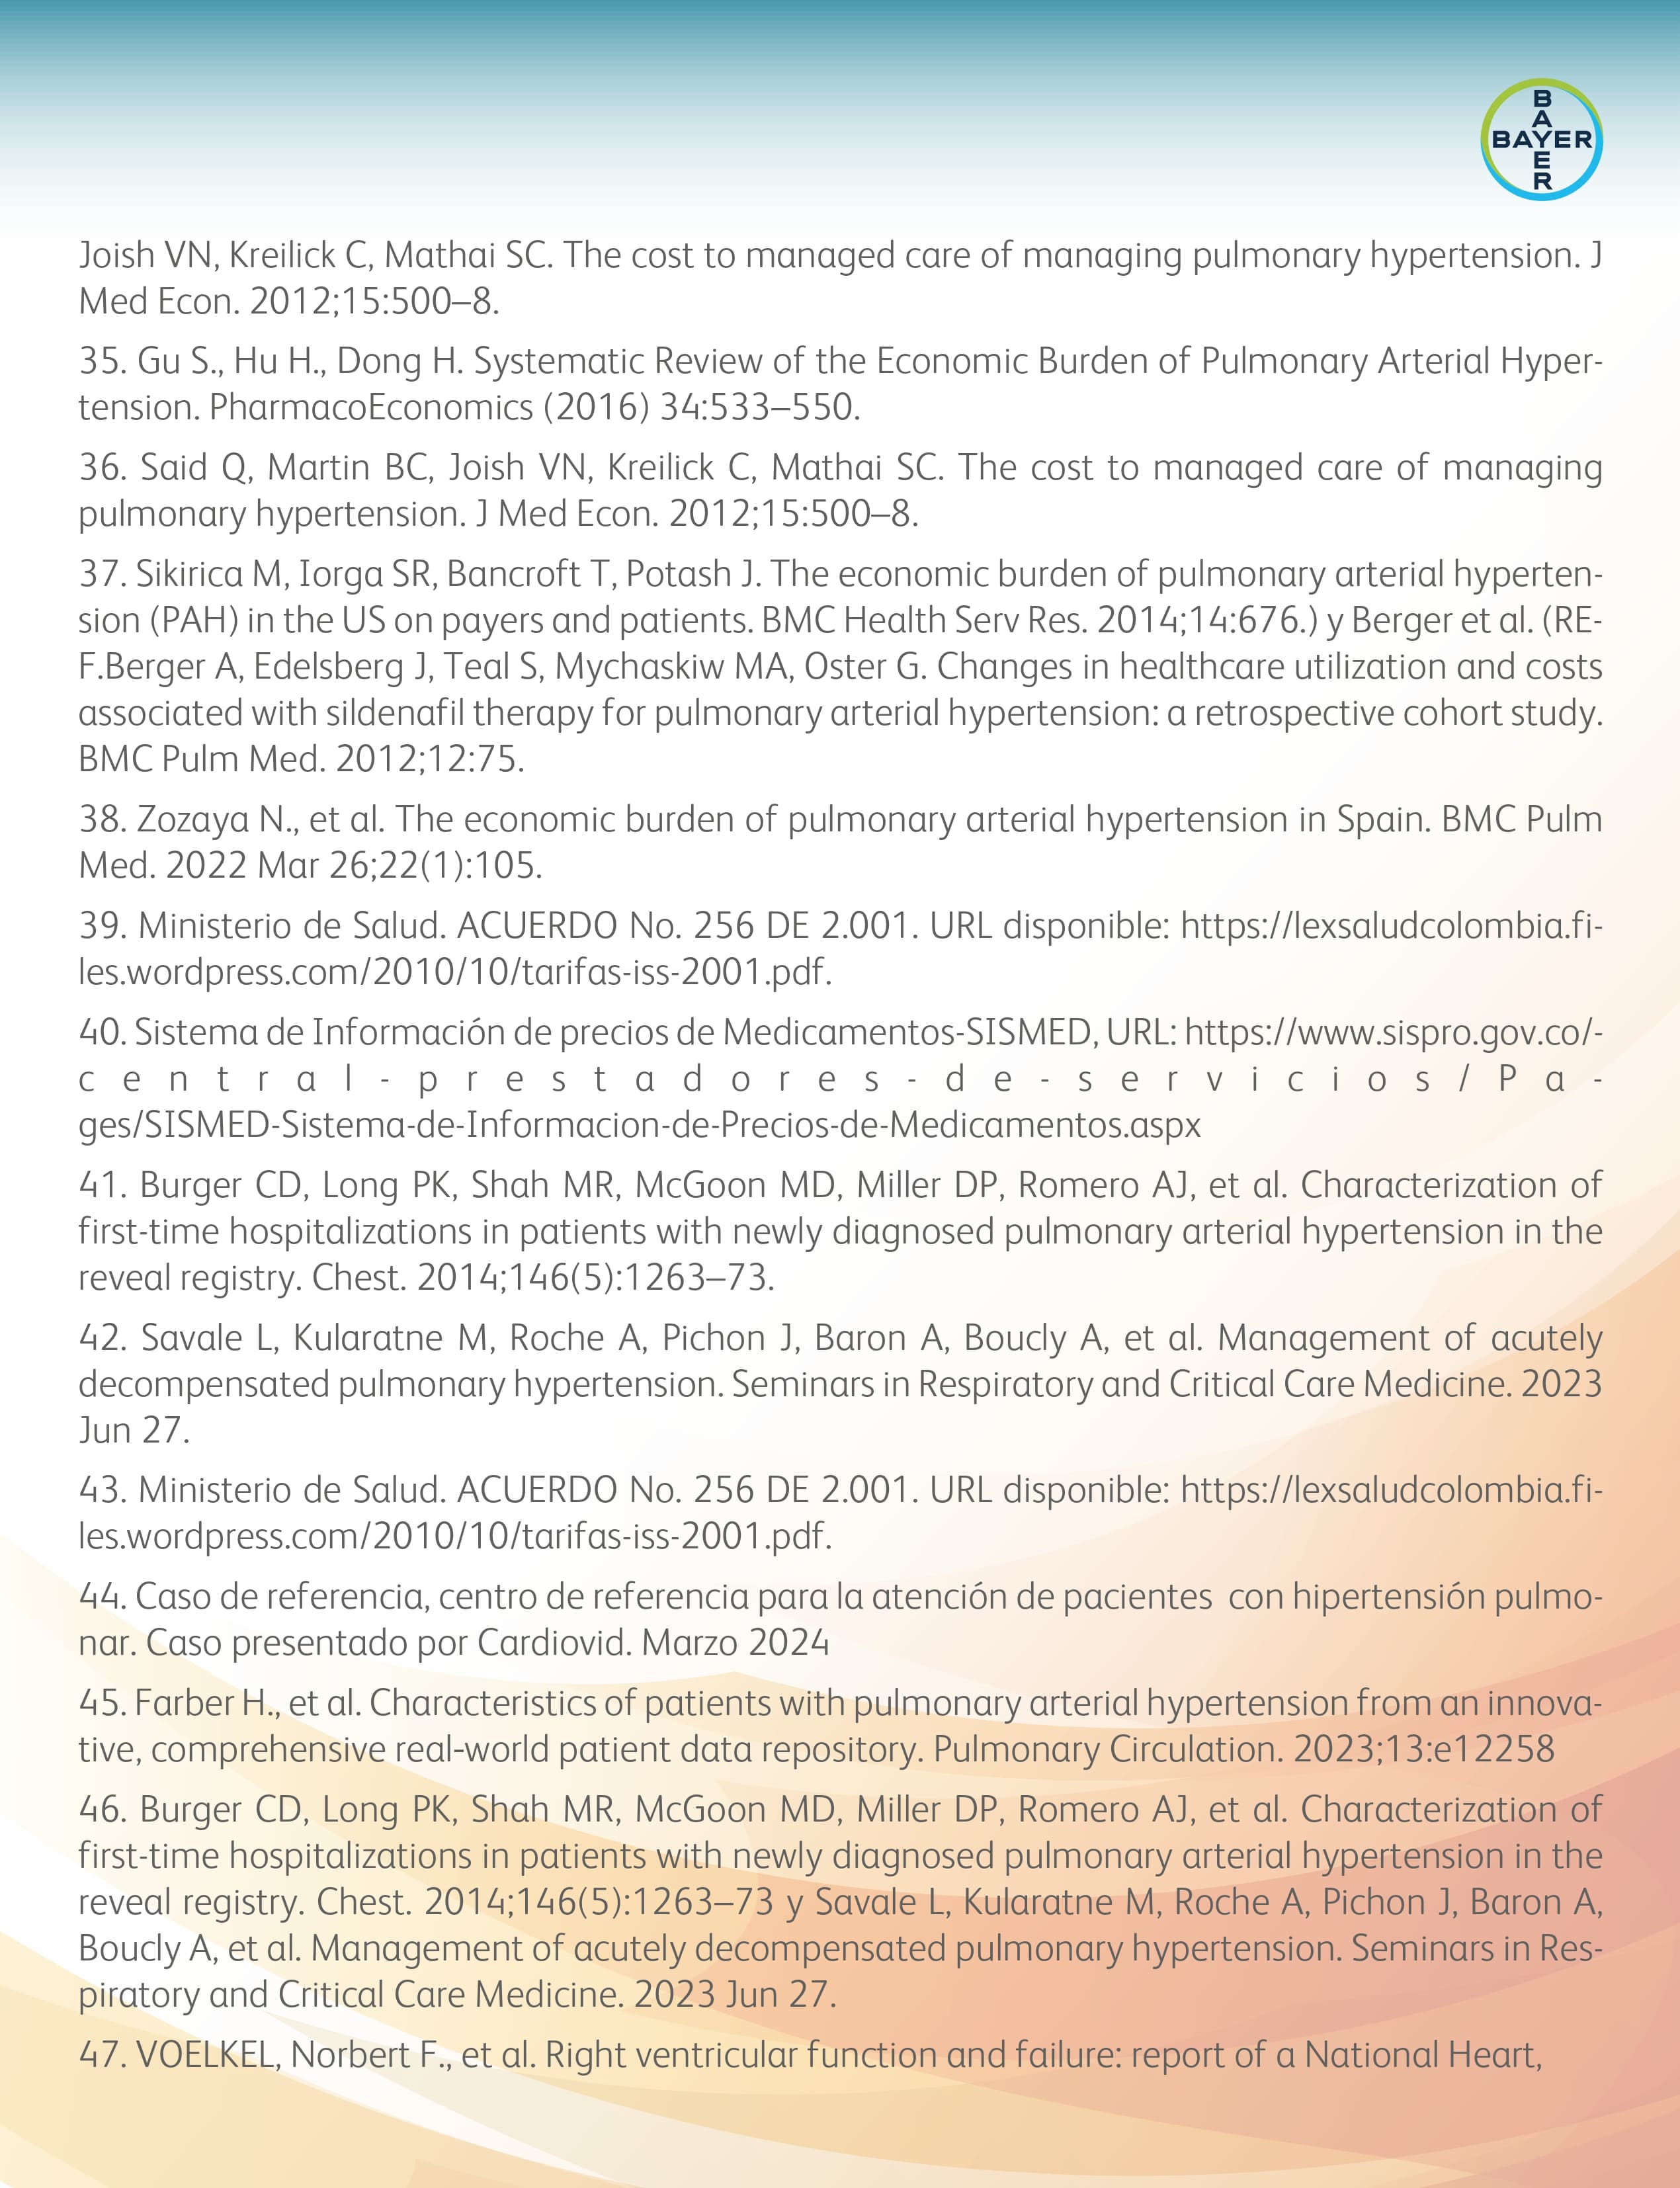 BAYER
BAYER
Joish VN, Kreilick C, Mathai SC. The cost to managed care of managing pulmonary hypertension. J
Med Econ. 2012;15:500–8.
35. Gu S., Hu H., Dong H. Systematic Review of the Economic Burden of Pulmonary Arterial Hyper-
tension. PharmacoEconomics (2016) 34:533–550.
36. Said Q, Martin BC, Joish VN, Kreilick C, Mathai SC. The cost to managed care of managing
pulmonary hypertension. J Med Econ. 2012;15:500–8.
37. Sikirica M, Iorga SR, Bancroft T, Potash J. The economic burden of pulmonary arterial hyperten-
sion (PAH) in the US on payers and patients. BMC Health Serv Res. 2014;14:676.) y Berger et al. (RE-
F.Berger A, Edelsberg J, Teal S, Mychaskiw MA, Oster G. Changes in healthcare utilization and costs
associated with sildenafil therapy for pulmonary arterial hypertension: a retrospective cohort study.
BMC Pulm Med. 2012;12:75.
38. Zozaya N., et al. The economic burden of pulmonary arterial hypertension in Spain. BMC Pulm
Med. 2022 Mar 26;22(1):105.
39. Ministerio de Salud. ACUERDO No. 256 DE 2.001. URL disponible: https://lexsaludcolombia.fi-
les.wordpress.com/2010/10/tarifas-iss-2001.pdf.
40. Sistema de Información de precios de Medicamentos-SISMED, URL: https://www.sispro.gov.co/-
central-prestadores-de-servicios/Pa-
ges/SISMED-Sistema-de-Informacion-de-Precios-de-Medicamentos.aspx
41. Burger CD, Long PK, Shah MR, McGoon MD, Miller DP, Romero AJ, et al. Characterization of
first-time hospitalizations in patients with newly diagnosed pulmonary arterial hypertension in the
reveal registry. Chest. 2014;146(5):1263–73.
42. Savale L, Kularatne M, Roche A, Pichon J, Baron A, Boucly A, et al. Management of acutely
decompensated pulmonary hypertension. Seminars in Respiratory and Critical Care Medicine. 2023
Jun 27.
43. Ministerio de Salud. ACUERDO No. 256 DE 2.001. URL disponible: https://lexsaludcolombia.fi-
les.wordpress.com/2010/10/tarifas-iss-2001.pdf.
44. Caso de referencia, centro de referencia para la atención de pacientes  con hipertensión pulmo-
nar. Caso presentado por Cardiovid. Marzo 2024
45. Farber H., et al. Characteristics of patients with pulmonary arterial hypertension from an innova-
tive, comprehensive real-world patient data repository. Pulmonary Circulation. 2023;13:e12258
46. Burger CD, Long PK, Shah MR, McGoon MD, Miller DP, Romero AJ, et al. Characterization of
first-time hospitalizations in patients with newly diagnosed pulmonary arterial hypertension in the
reveal registry. Chest. 2014;146(5):1263–73 y Savale L, Kularatne M, Roche A, Pichon J, Baron A,
Boucly A, et al. Management of acutely decompensated pulmonary hypertension. Seminars in Res-
piratory and Critical Care Medicine. 2023 Jun 27.
47. VOELKEL, Norbert F., et al. Right ventricular function and failure: report of a National Heart,